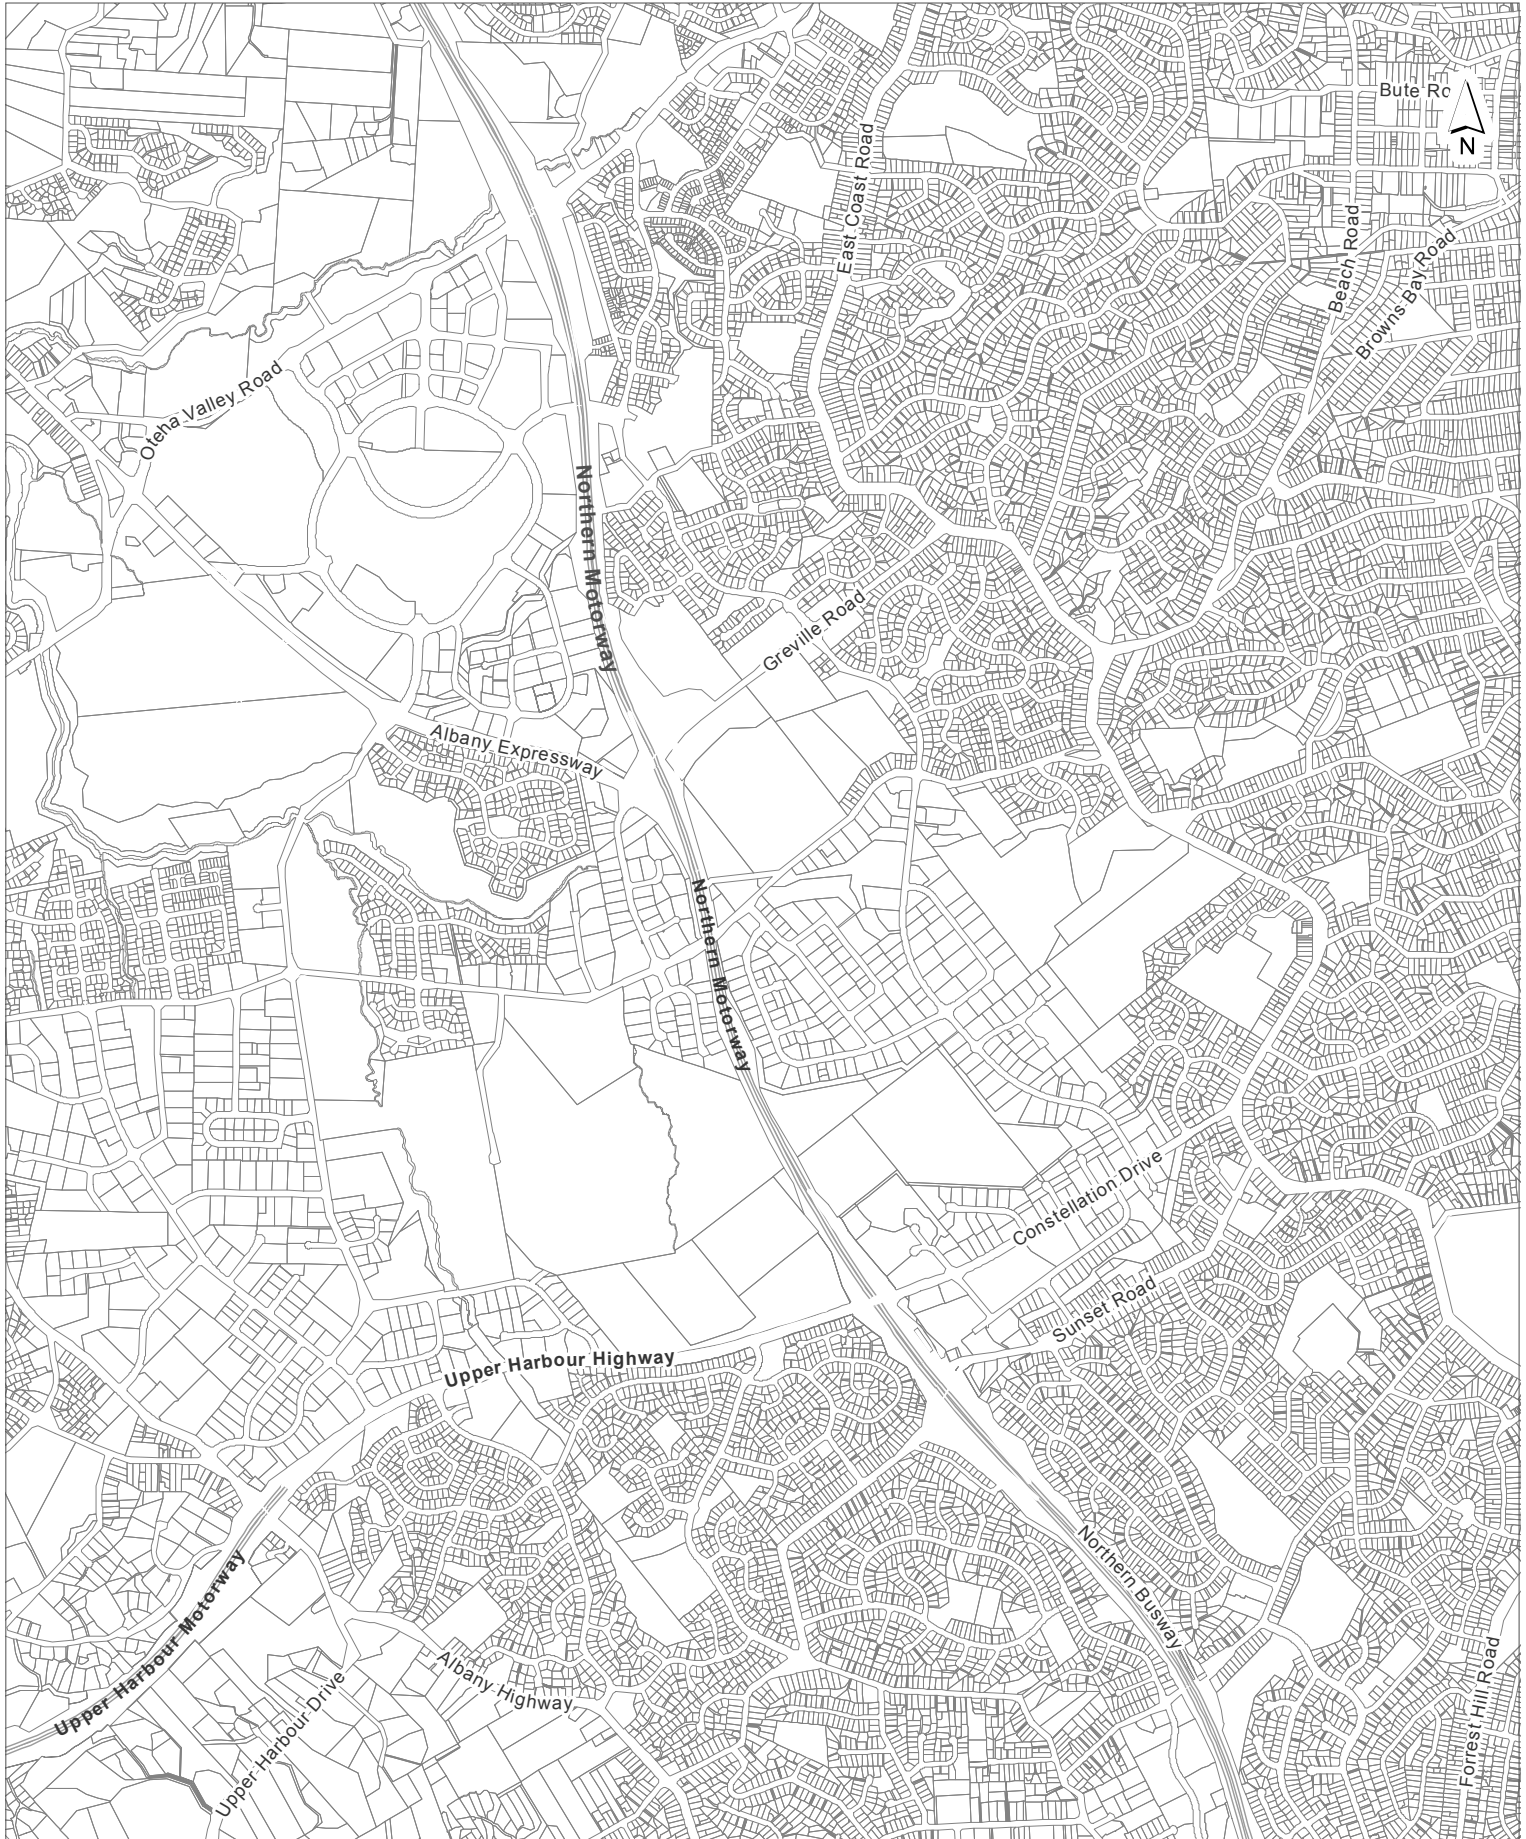 Bute Ro
N
East Coast Road
Beach Road
Browns Bay Road
Oteha Valley Road
Northern Motorway
Greville Road
Albany Expressway
Northern Motorway
Constellation Drive
Sunset Road
Upper Harbour Highway
Northern Busway
Upper Harbour Motorway
Albany Highway
Upper Harbour Drive
Forrest Hill Road